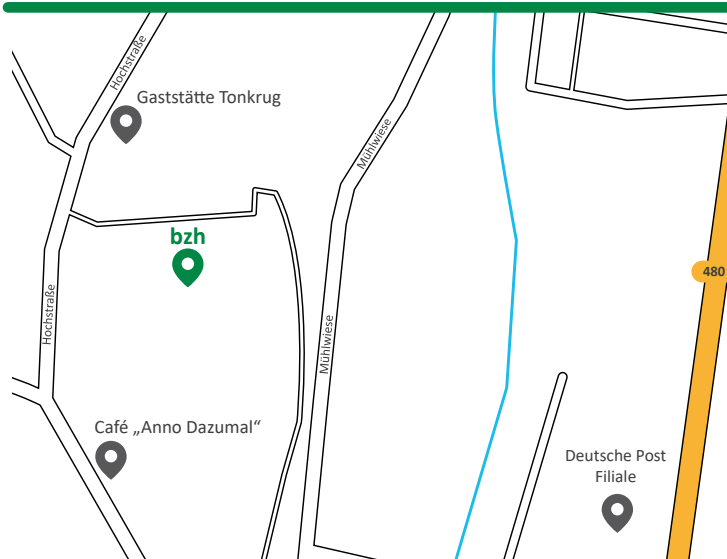 Hochstraße
Gaststätte Tonkrug
Mühlwiese
bzh
480
Hochstraße
Mühlwiese
Café „Anno Dazumal“
Deutsche Post
Filiale